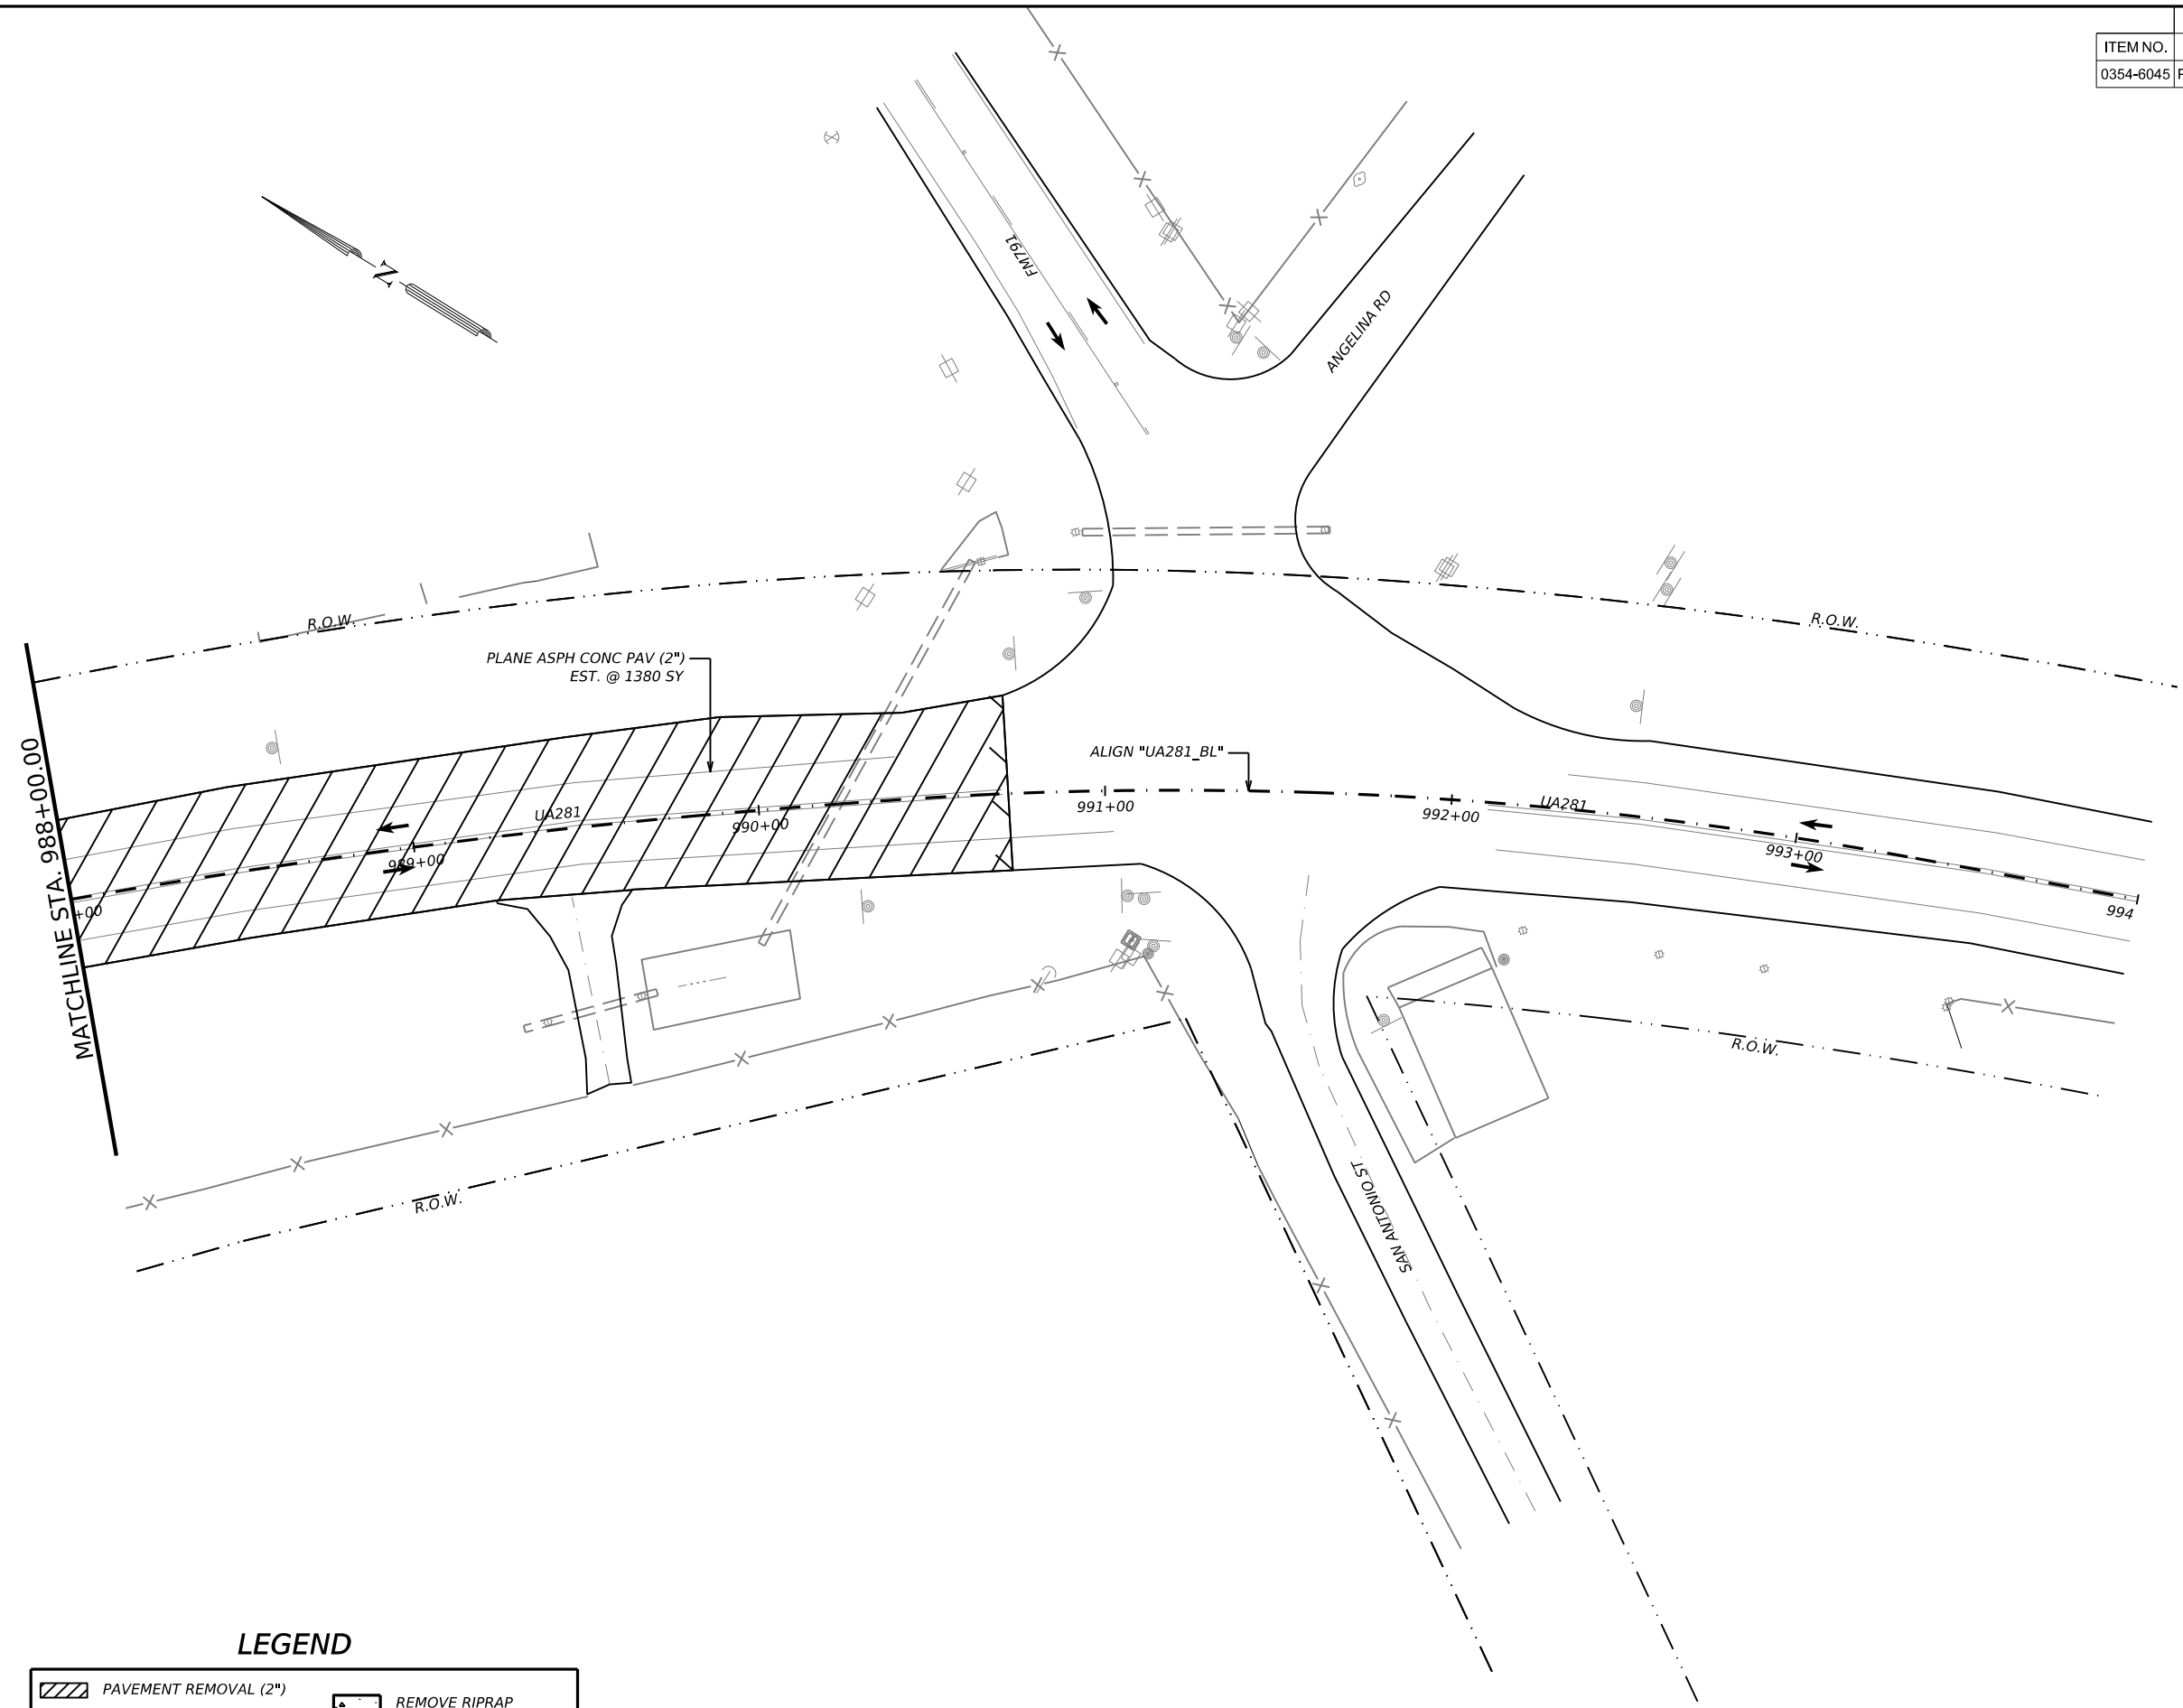 ITEM NO.
0354-6045
FM791
ANGELINA RD
N
R.O.W.
R.O.W.
PLANE ASPH CONC PAV (2")
EST. @ 1380 SY
ALIGN "UA281_BL"
UA281
UA281
+00
989+00
990+00
991+00
992+00
993+00
994
MATCHLINE STA. 988+00.00
R.O.W.
R.O.W.
SAN ANTONIO ST
LEGEND
PAVEMENT REMOVAL (2")
REMOVE RIPRAP